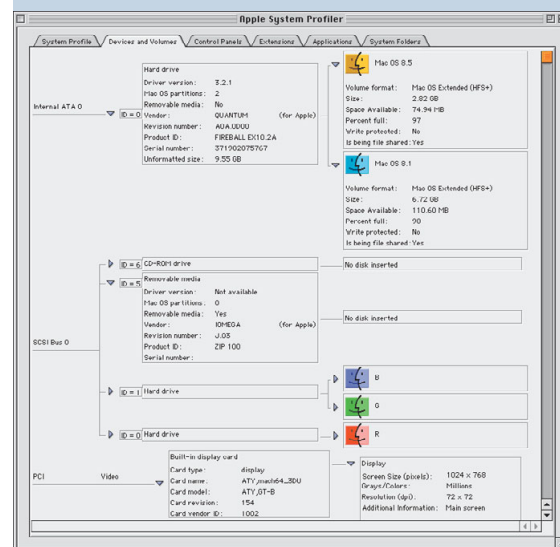 Apple System Profiler
System Profile
Devices and Volumes
Control Panels
Extensions
Applications
System Folders
Internal ATA 0
ID = 0
Hard drive
Driver version: 3.2.1
Mac OS partitions: 2
Removable media: No
Vendor: QUANTUM (for Apple)
Revision number: A0A.0D00
Product ID: FIREBALL EX10.2A
Serial number: 371902075767
Unformatted size: 9.55 GB
Mac OS 8.5
Volume format: Mac OS Extended (HFS+)
Size: 2.82 GB
Space Available: 74.94 MB
Percent full: 97
Write protected: No
Is being file shared: Yes
Mac OS 8.1
Volume format: Mac OS Extended (HFS+)
Size: 6.72 GB
Space Available: 110.60 MB
Percent full: 90
Write protected: No
Is being file shared: Yes
SCSI Bus 0
ID = 6 CD-ROM drive
No disk inserted
ID = 5
Removable media
Driver version: Not available
Mac OS partitions: 0
Removable media: Yes
Vendor: IOMEGA (for Apple)
Revision number: J.03
Product ID: ZIP 100
Serial number:
No disk inserted
ID = 1 Hard drive
B
G
ID = 0 Hard drive
R
PCI
Video
Built-in display card
Card type: display
Card name: ATY,mach64_3DU
Card model: ATY,GT-B
Card revision: 154
Card vendor ID: 1002
Display
Screen Size (pixels): 1024 x 768
Grays/Colors: Millions
Resolution (dpi): 72 x 72
Additional Information: Main screen